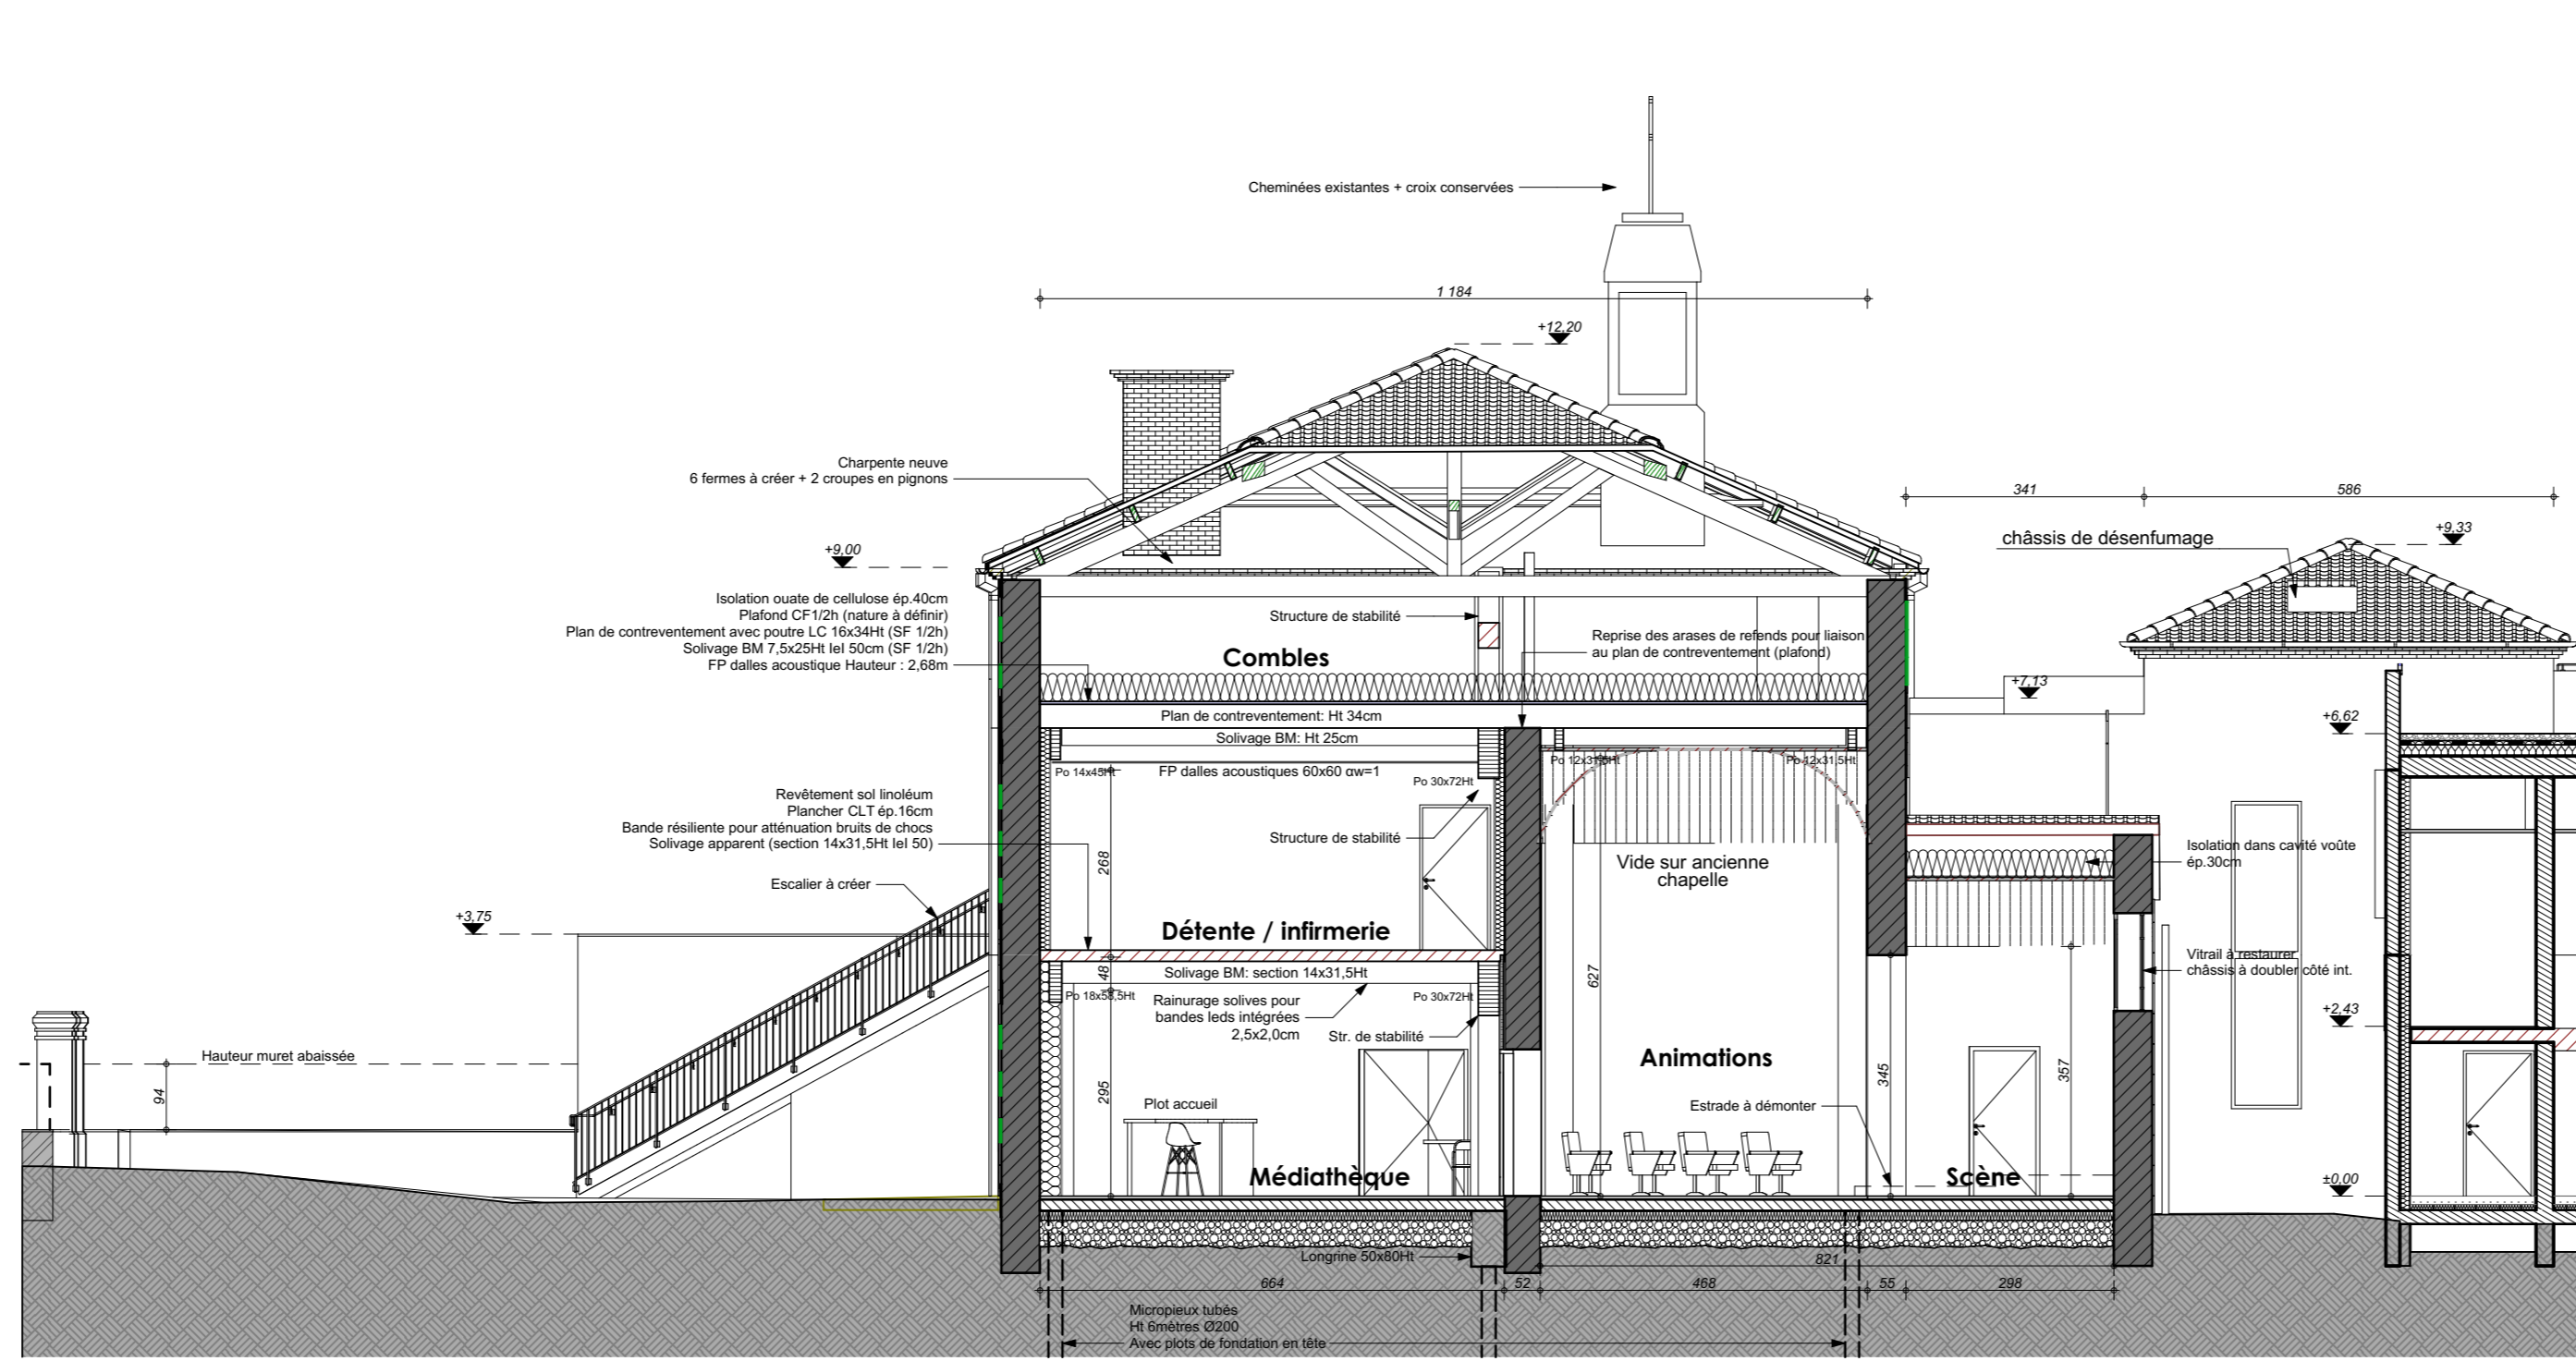 Cheminées existantes + croix conservées
1 184
+12,20
Charpente neuve
6 fermes à créer + 2 croupes en pignons
341
586
+9,33
châssis de désenfumage
+9,00
Isolation ouate de cellulose ép.40cm
Plafond CF1/2h (nature à définir)
Plan de contreventement avec poutre LC 16x34Ht (SF 1/2h)
Solivage BM 7,5x25Ht lel 50cm (SF 1/2h)
FP dalles acoustique Hauteur : 2,68m
Structure de stabilité
Reprise des arases de refends pour liaison
au plan de contreventement (plafond)
Combles
+7,13
Plan de contreventement: Ht 34cm
+6,62
Solivage BM: Ht 25cm
Po 14x45Ht
FP dalles acoustiques 60x60 αw=1
Po 30x72Ht
Po 12x31,5Ht
Po 12x31,5Ht
Revêtement sol linoléum
Plancher CLT ép.16cm
Bande résiliente pour atténuation bruits de chocs
Solivage apparent (section 14x31,5Ht lel 50)
Structure de stabilité
268
Vide sur ancienne
chapelle
Isolation dans cavité voûte
ép.30cm
Escalier à créer
+3,75
Détente / infirmerie
48
Solivage BM: section 14x31,5Ht
627
Vitrail à restaurer
châssis à doubler côté int.
Po 18x58,5Ht
Rainurage solives pour
bandes leds intégrées
2,5x2,0cm
Po 30x72Ht
Str. de stabilité
+2,43
Hauteur muret abaissée
94
295
Animations
345
357
Plot accueil
Estrade à démonter
Médiathèque
Scène
±0,00
Longrine 50x80Ht
821
664
52
468
55
298
Micropieux tubés
Ht 6mètres Ø200
Avec plots de fondation en tête